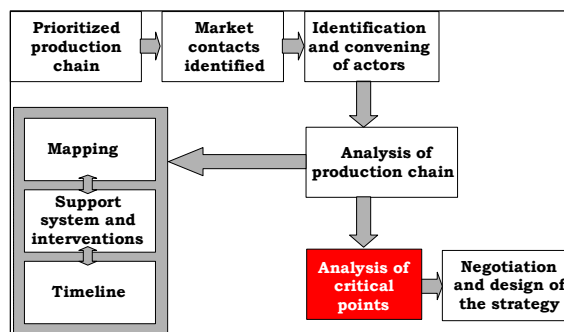 Prioritized
production
chain
Market
contacts
identified
Identification
and convening
of actors
Mapping
Support
system and
interventions
Timeline
Analysis of
production chain
Analysis of
critical
points
Negotiation
and design of
the strategy